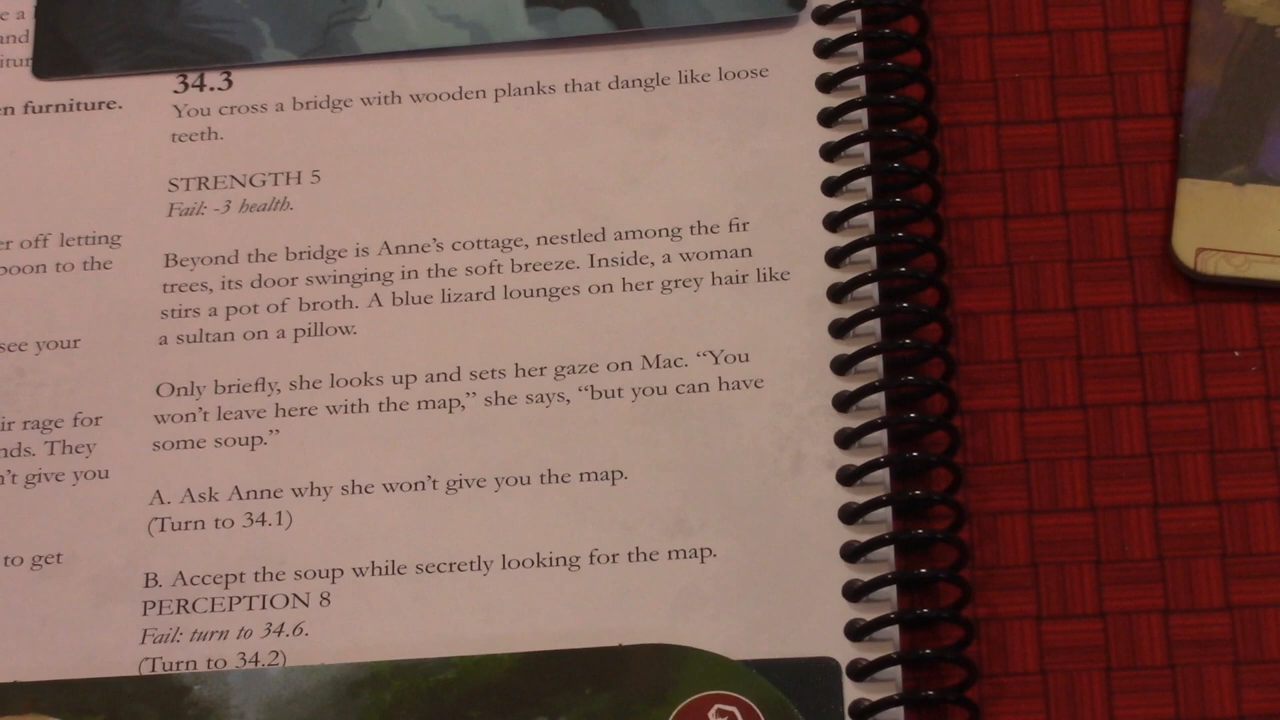 e a
and
itur
n furniture.
er off letting
poon to the
see your
ir rage for
nds. They
n't give you
to get
34.3
You cross a bridge with wooden planks that dangle like loose
teeth.
STRENGTH 5
Fail: -3 health.
Beyond the bridge is Anne's cottage, nestled among the fir
trees, its door swinging in the soft breeze. Inside, a woman
stirs a pot of broth. A blue lizard lounges on her grey hair like
a sultan on a pillow.
Only briefly, she looks up and sets her gaze on Mac. “You
won't leave here with the map,” she says, “but you can have
some soup.”
A. Ask Anne why she won't give you the map.
(Turn to 34.1)
B. Accept the soup while secretly looking for the map.
PERCEPTION 8
Fail: turn to 34.6.
(Turn to 34.2)